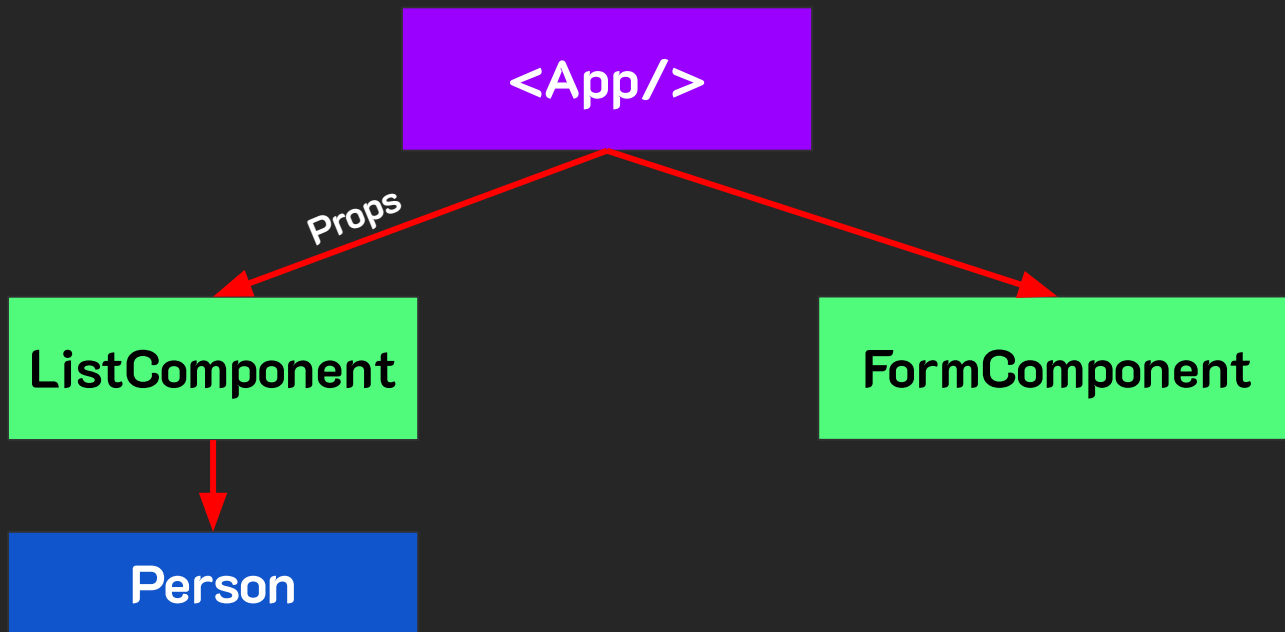 <App/>
Props
ListComponent
FormComponent
Person